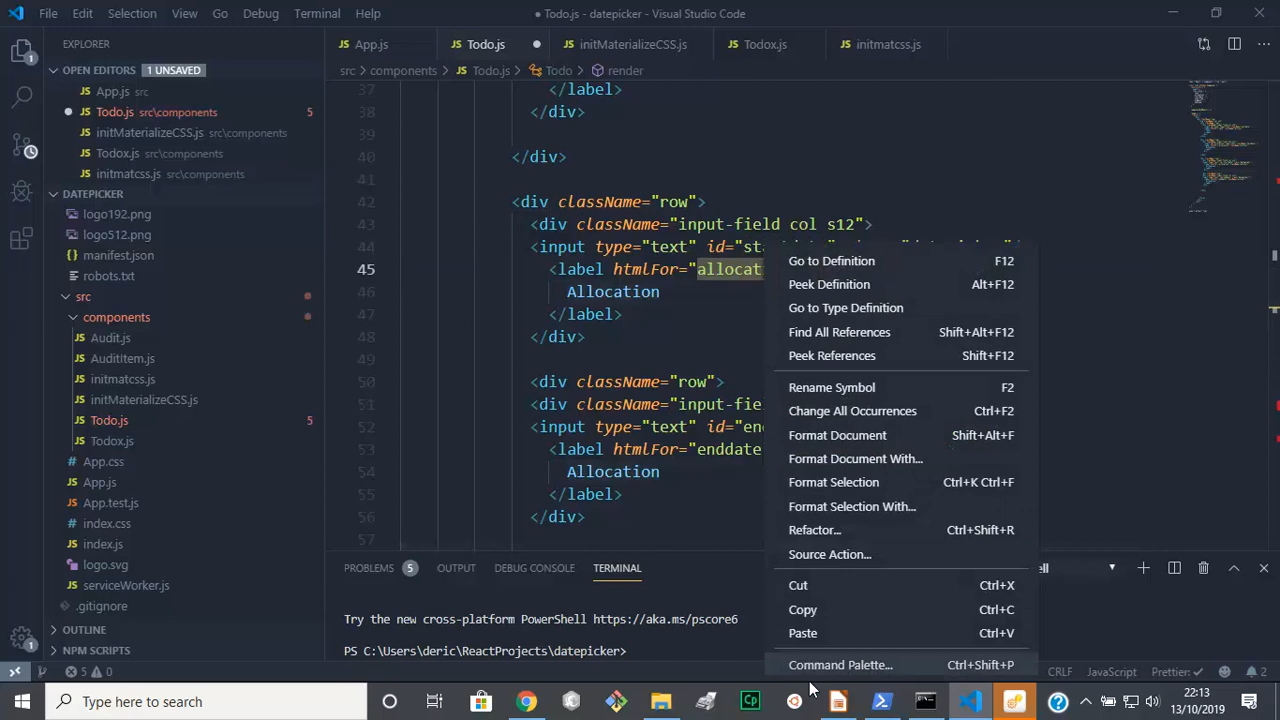 File Edit Selection View Go Debug Terminal Help
● Todo.js - datepicker - Visual Studio Code
EXPLORER
OPEN EDITORS 1 UNSAVED
App.js src
Todo.js src\components 5
initMaterializeCSS.js src\components
Todox.js src\components
initmatcss.js src\components
DATEPICKER
logo192.png
logo512.png
manifest.json
robots.txt
src
components
JS Audit.js
JS AuditItem.js
JS initmatcss.js
JS initMaterializeCSS.js
JS Todo.js 5
JS Todox.js
# App.css
JS App.js
JS App.test.js
# index.css
JS index.js
logo.svg
JS serviceWorker.js
.gitignore
OUTLINE
NPM SCRIPTS
JS App.js JS Todo.js ● JS initMaterializeCSS.js JS Todox.js JS initmatcss.js
src > components > JS Todo.js > Todo > render
37 </label>
38 </div>
39
40 </div>
41
42 <div className="row">
43 <div className="input-field col s12">
44 <input type="text" id="st
45 <label htmlFor="allocat
46 Allocation
47 </label>
48 </div>
49
50 <div className="row">
51 <div className="input-fie
52 <input type="text" id="en
53 <label htmlFor="enddate
54 Allocation
55 </label>
56 </div>
57
Go to Definition F12
Peek Definition Alt+F12
Go to Type Definition
Find All References Shift+Alt+F12
Peek References Shift+F12
Rename Symbol F2
Change All Occurrences Ctrl+F2
Format Document Shift+Alt+F
Format Document With...
Format Selection Ctrl+K Ctrl+F
Format Selection With...
Refactor... Ctrl+Shift+R
Source Action...
Cut Ctrl+X
Copy Ctrl+C
Paste Ctrl+V
Command Palette... Ctrl+Shift+P
PROBLEMS 5 OUTPUT DEBUG CONSOLE TERMINAL ell
Try the new cross-platform PowerShell https://aka.ms/pscore6
PS C:\Users\deric\ReactProjects\datepicker>
5 0 CRLF JavaScript Prettier: ✓ 2
Type here to search
Cp
22:13
13/10/2019